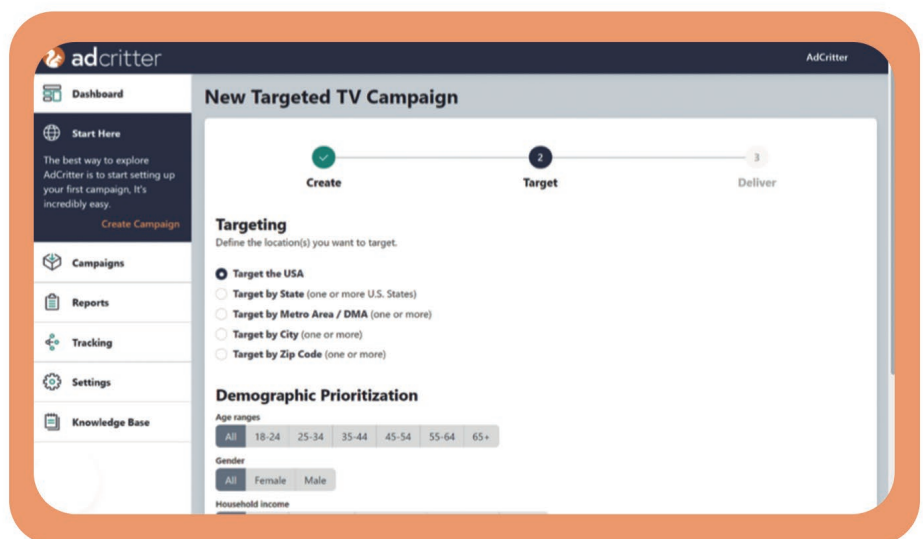 adcritter
AdCritter
Dashboard
Start Here
The best way to explore
AdCritter is to start setting up
your first campaign, It's
incredibly easy.
Create Campaign
Campaigns
Reports
Tracking
Settings
Knowledge Base
New Targeted TV Campaign
2
3
Create
Target
Deliver
Targeting
Define the location(s) you want to target.
Target the USA
Target by State (one or more U.S. States)
Target by Metro Area / DMA (one or more)
Target by City (one or more)
Target by Zip Code (one or more)
Demographic Prioritization
Age ranges
All 18-24 25-34 35-44 45-54 55-64 65+
Gender
All Female Male
Household income